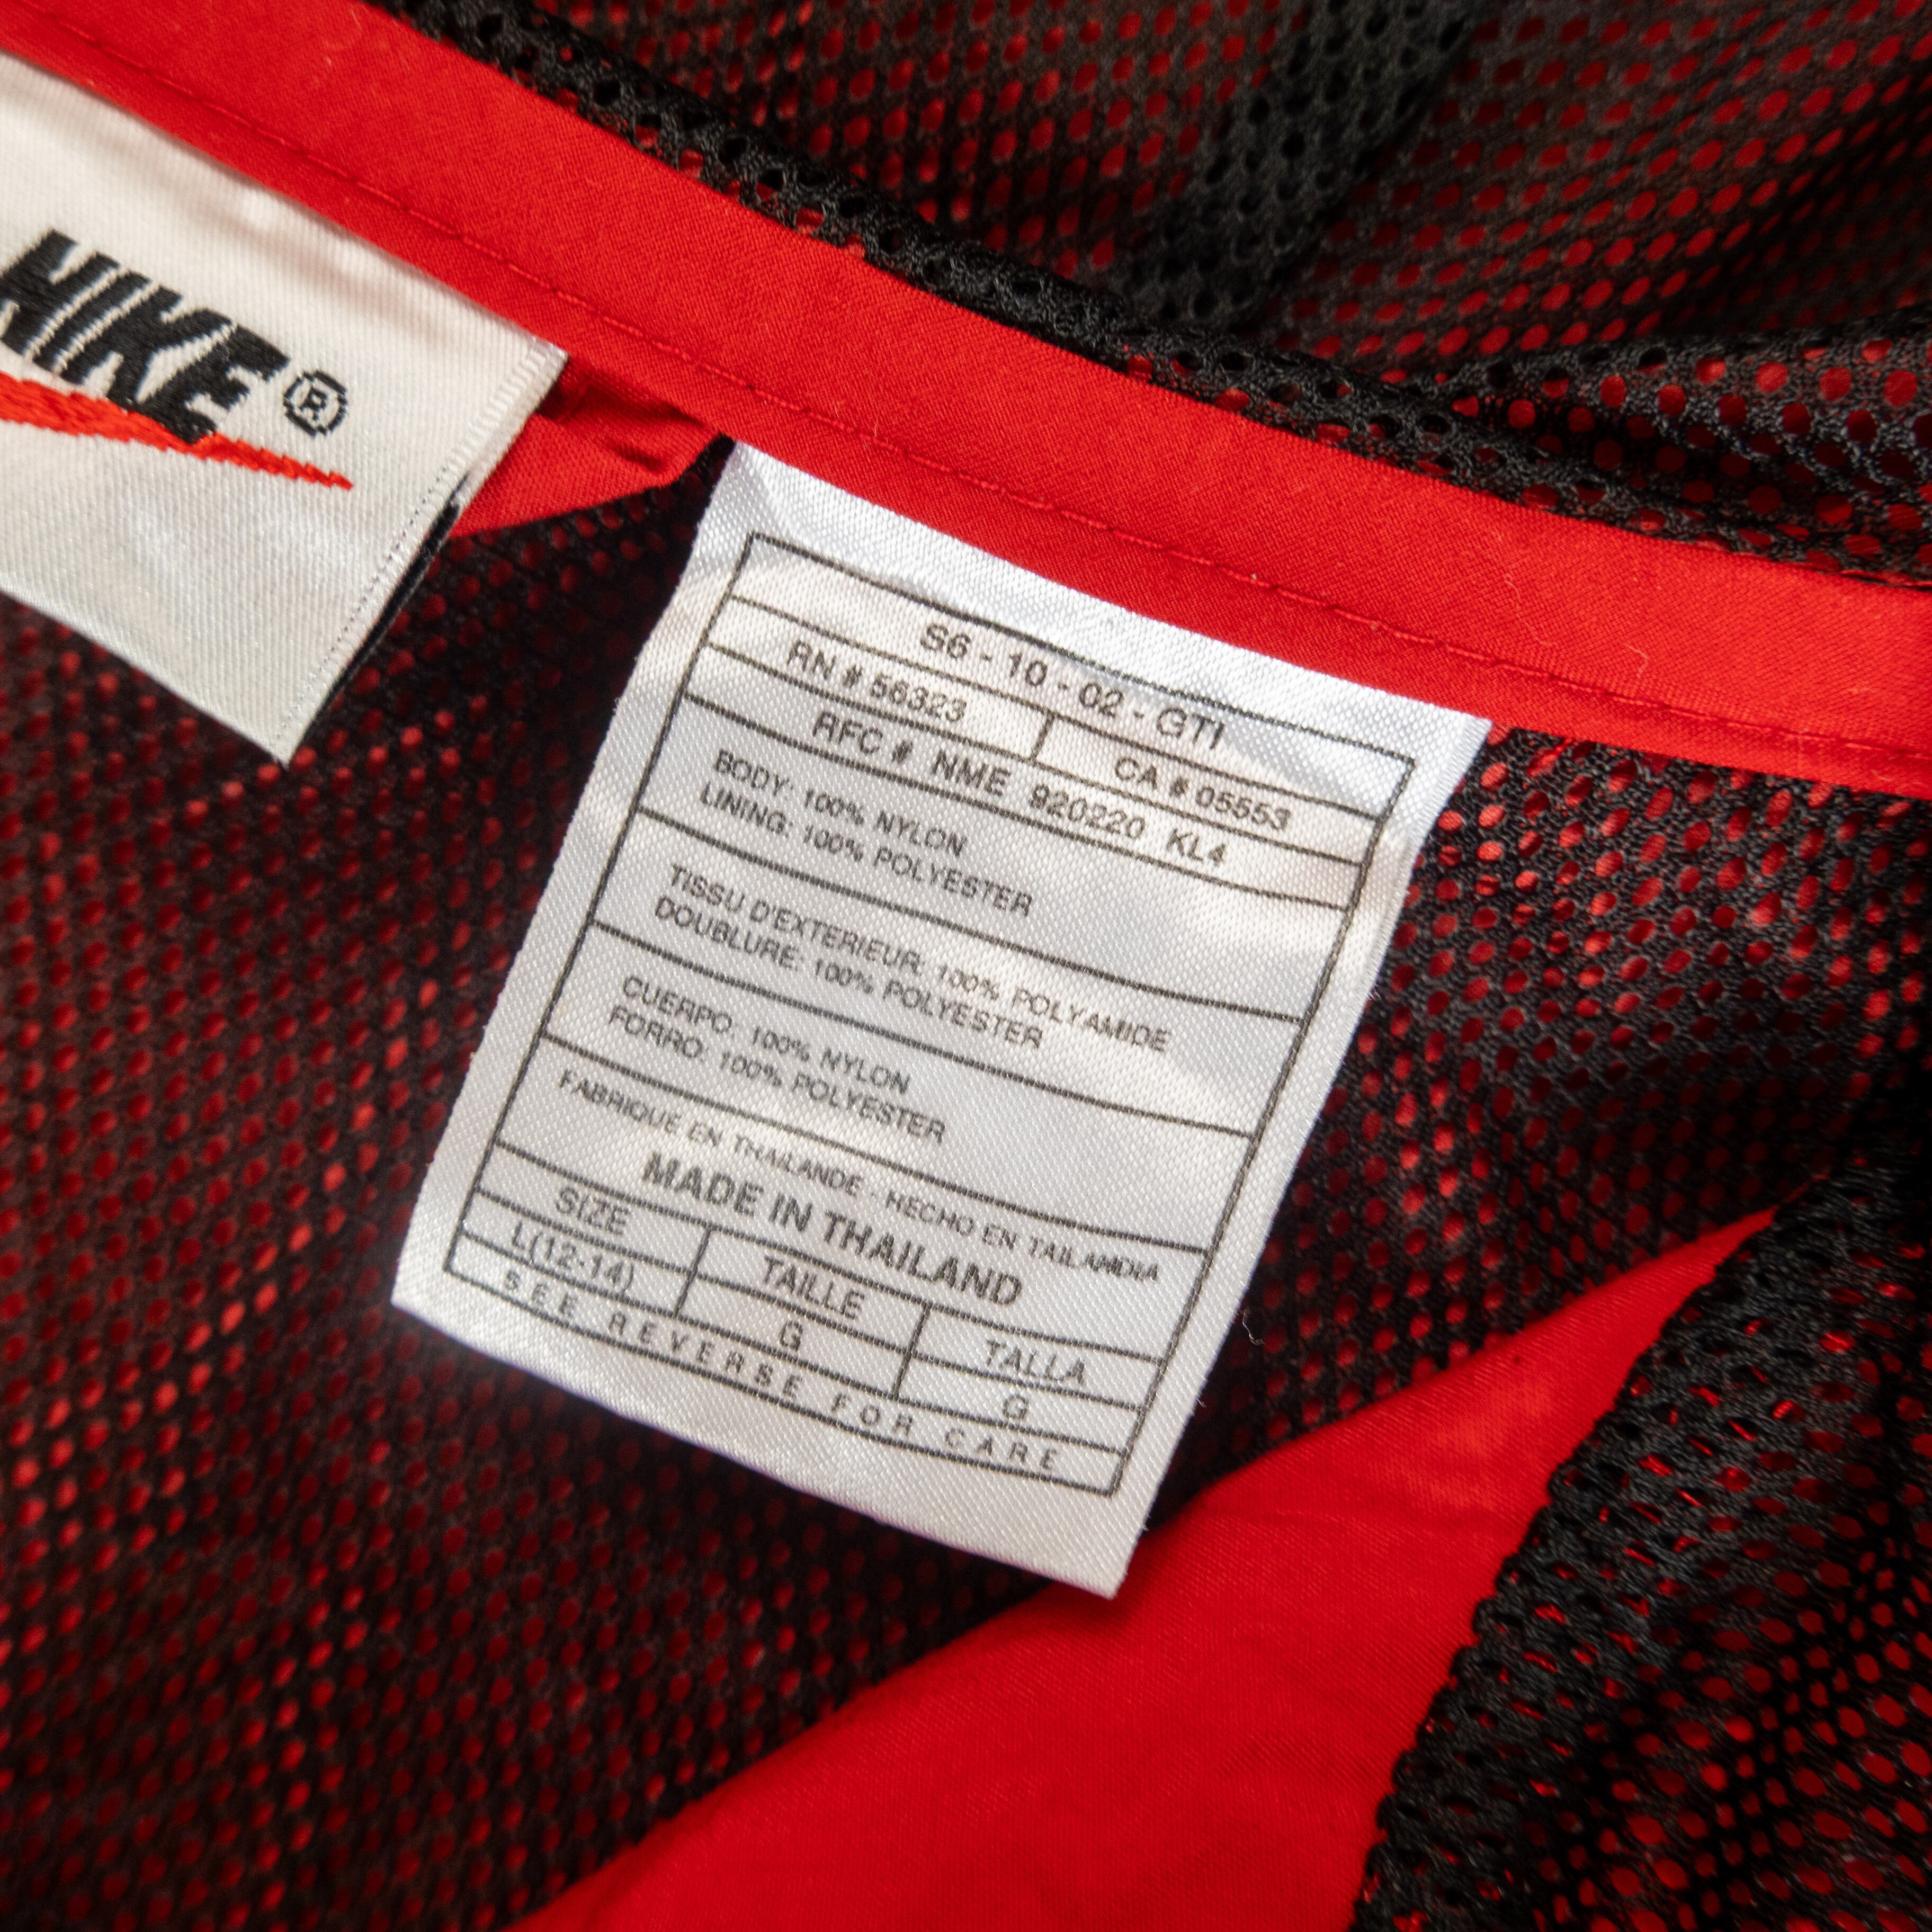 NIKE®
S6 - 10 - 02 - GTI
RN # 56323 CA # 05553
RFC # NME 920220 KL4
BODY: 100% NYLON
LINING: 100% POLYESTER
TISSU D'EXTERIEUR: 100% POLYAMIDE
DOUBLURE: 100% POLYESTER
CUERPO: 100% NYLON
FORRO: 100% POLYESTER
FABRIQUE EN THAILANDE - HECHO EN TAILAMDIA
MADE IN THAILAND
SIZE TAILLE TALLA
L(12-14) G G
SEE REVERSE FOR CARE